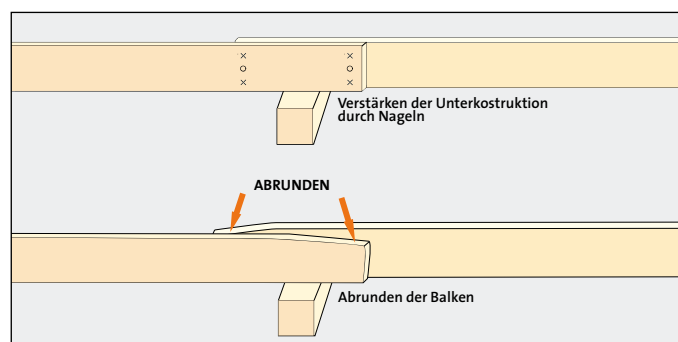 Verstärken der Unterkostruktion
durch Nageln
ABRUNDEN
Abrunden der Balken